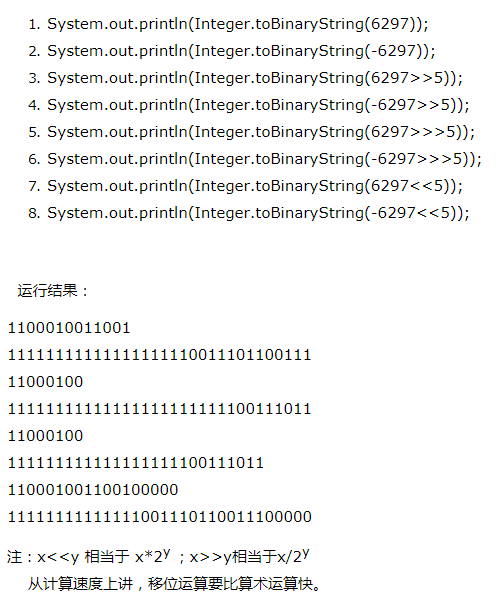 1. System.out.println(Integer.toBinaryString(6297));
2. System.out.println(Integer.toBinaryString(-6297));
3. System.out.println(Integer.toBinaryString(6297>>5));
4. System.out.println(Integer.toBinaryString(-6297>>5));
5. System.out.println(Integer.toBinaryString(6297>>>5));
6. System.out.println(Integer.toBinaryString(-6297>>>5));
7. System.out.println(Integer.toBinaryString(6297<<5));
8. System.out.println(Integer.toBinaryString(-6297<<5));
运行结果：
1100010011001
11111111111111111110011101100111
11000100
11111111111111111111111100111011
11000100
111111111111111111100111011
110001001100100000
11111111111111001110110011100000
注：x<<y 相当于 x*2^y ；x>>y相当于x/2^y
从计算速度上讲，移位运算要比算术运算快。